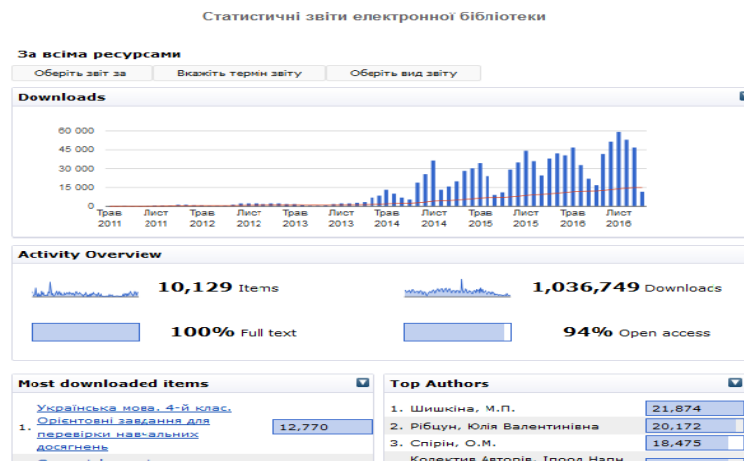 Статистичні звіти електронної бібліотеки
За всіма ресурсами
Оберіть звіт за Вкажіть термін звіту Оберіть вид звіту
Downloads
60 000
45 000
30 000
15 000
0
Трав Лист Трав Лист Трав Лист Трав Лист Трав Лист Трав Лист
2011 2011 2012 2012 2013 2013 2014 2014 2015 2015 2016 2016
Activity Overview
10,129 Items 1,036,749 Downloads
100% Full text 94% Open access
Most downloaded items
Українська мова. 4-й клас.
1. Орієнтовні завдання для
перевірки навчальних
досягнень
12,770
Top Authors
1. Шишкіна, М.П. 21,874
2. Рібцун, Юлія Валентинівна 20,172
3. Спірін, О.М. 18,475
Колектив Авторів,